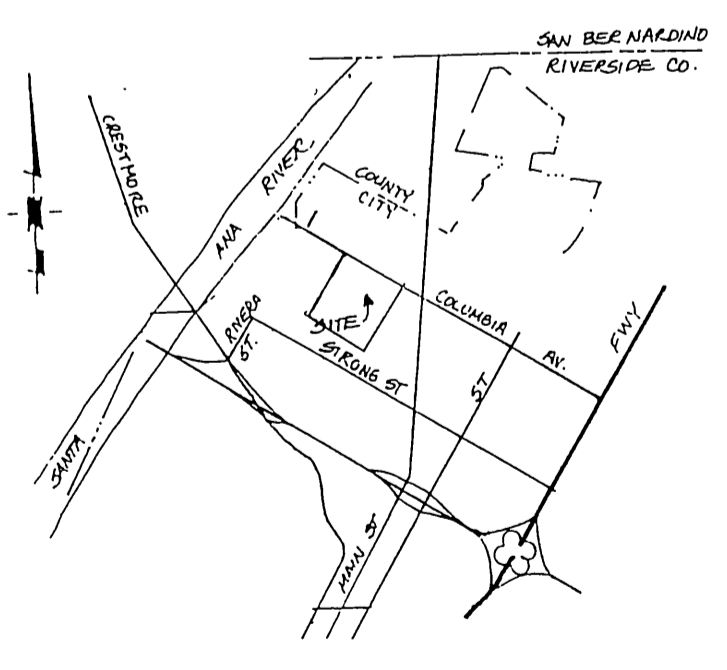 SAN BERNARDINO
RIVERSIDE CO.
CRESTMORE
SANTA ANA RIVER
COUNTY
CITY
COLUMBIA AV.
FWY
RIVERA ST.
SITE
STRONG ST
ST
MAIN ST